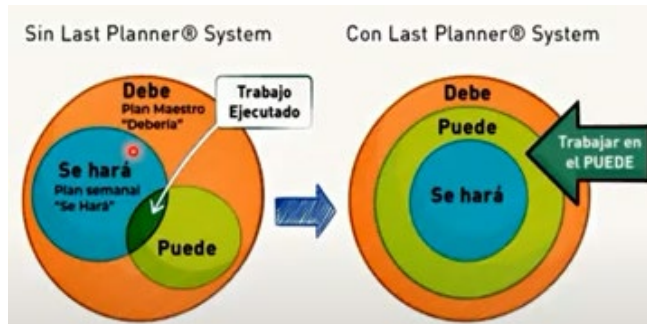 Sin Last Planner® System
Con Last Planner® System
Debe
Plan Maestro
"Debería"
Trabajo
Ejecutado
Se hará
Plan semanal
"Se Hará"
Puede
Debe
Puede
Se hará
Trabajar en
el PUEDE